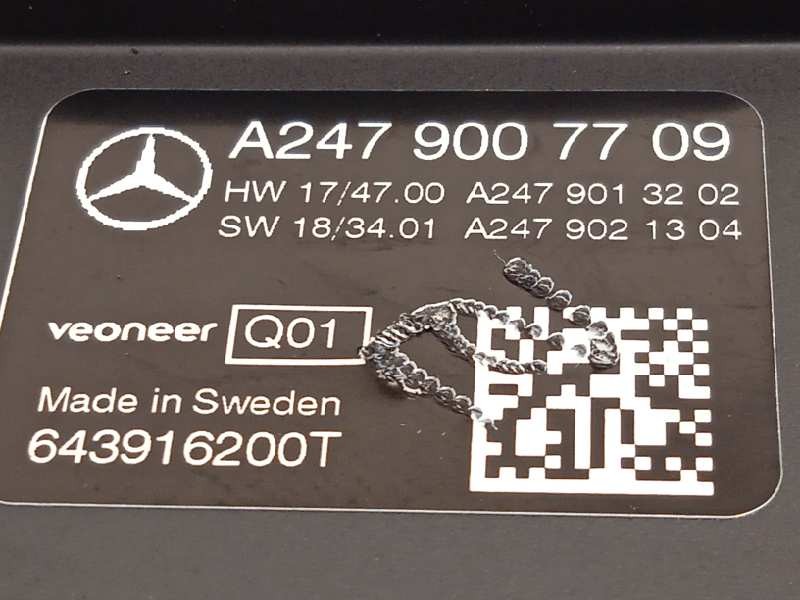 A247 900 77 09
HW 17/47.00 A247 901 32 02
SW 18/34.01 A247 902 13 04
veoneer Q01
Made in Sweden
643916200T